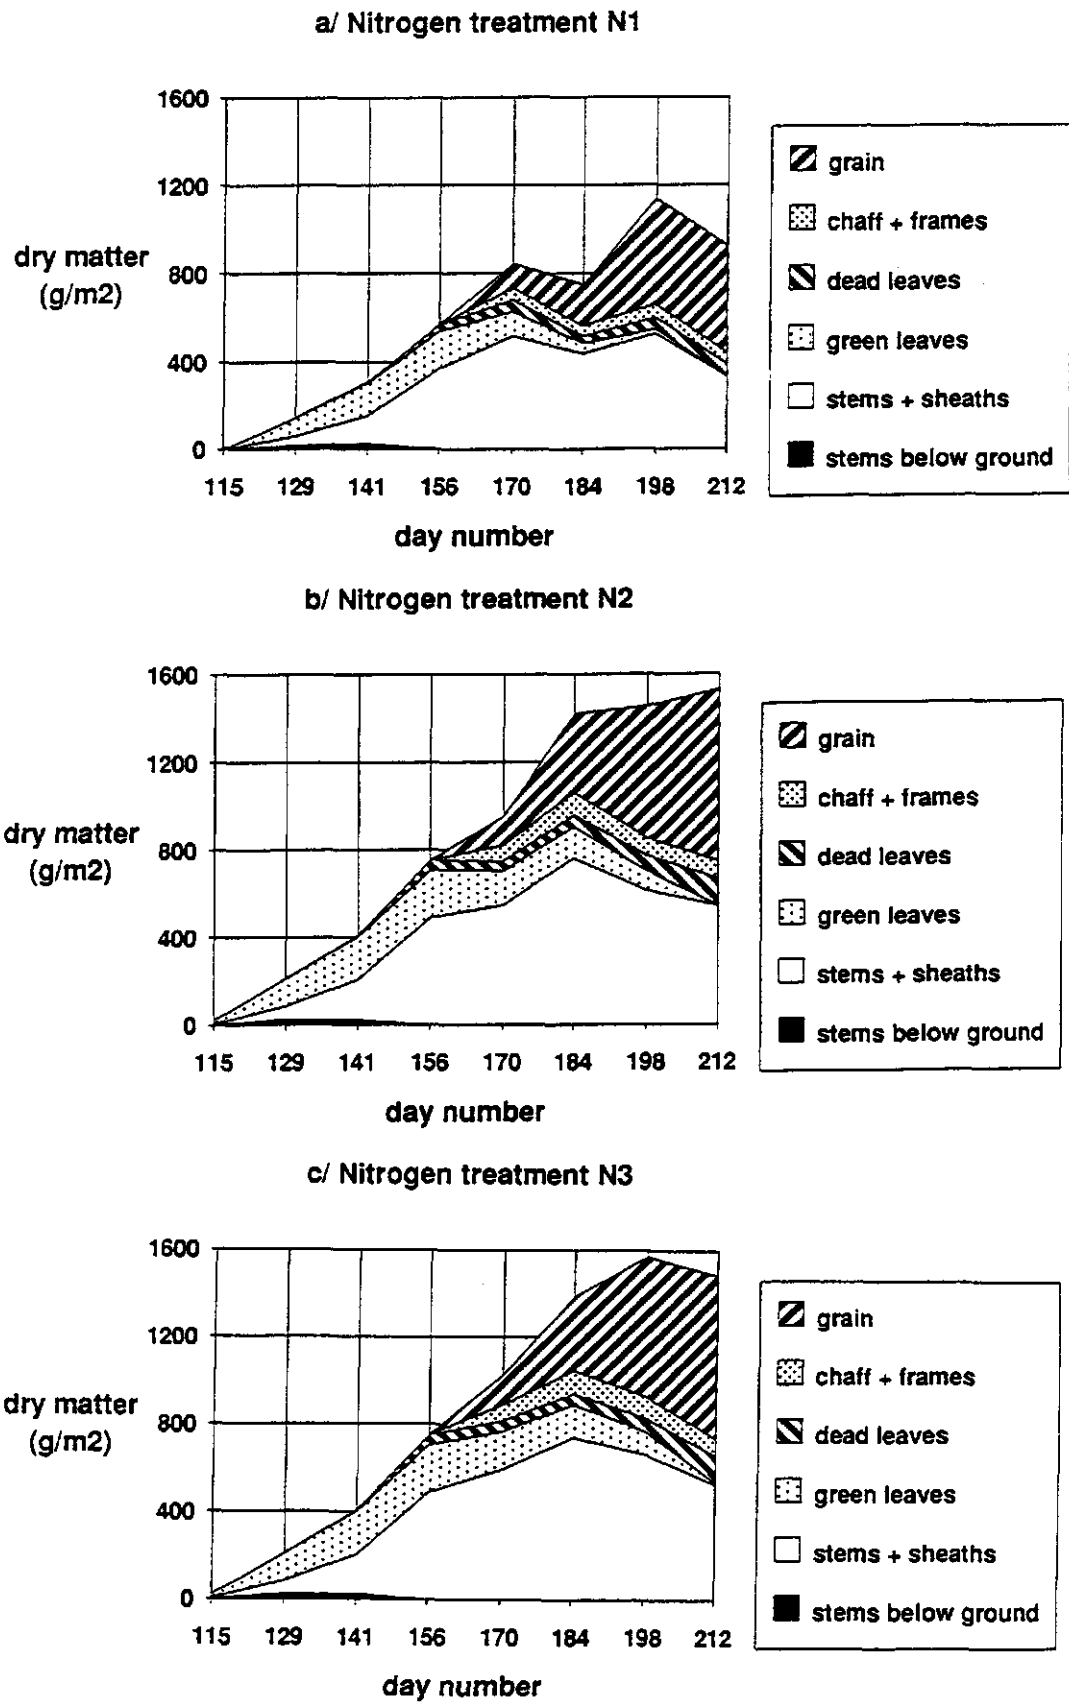 a/ Nitrogen treatment N1
1600
1200
800
400
0
dry matter
(g/m2)
115 129 141 156 170 184 198 212
day number
grain
chaff + frames
dead leaves
green leaves
stems + sheaths
stems below ground
b/ Nitrogen treatment N2
1600
1200
800
400
0
dry matter
(g/m2)
115 129 141 156 170 184 198 212
day number
grain
chaff + frames
dead leaves
green leaves
stems + sheaths
stems below ground
c/ Nitrogen treatment N3
1600
1200
800
400
0
dry matter
(g/m2)
115 129 141 156 170 184 198 212
day number
grain
chaff + frames
dead leaves
green leaves
stems + sheaths
stems below ground